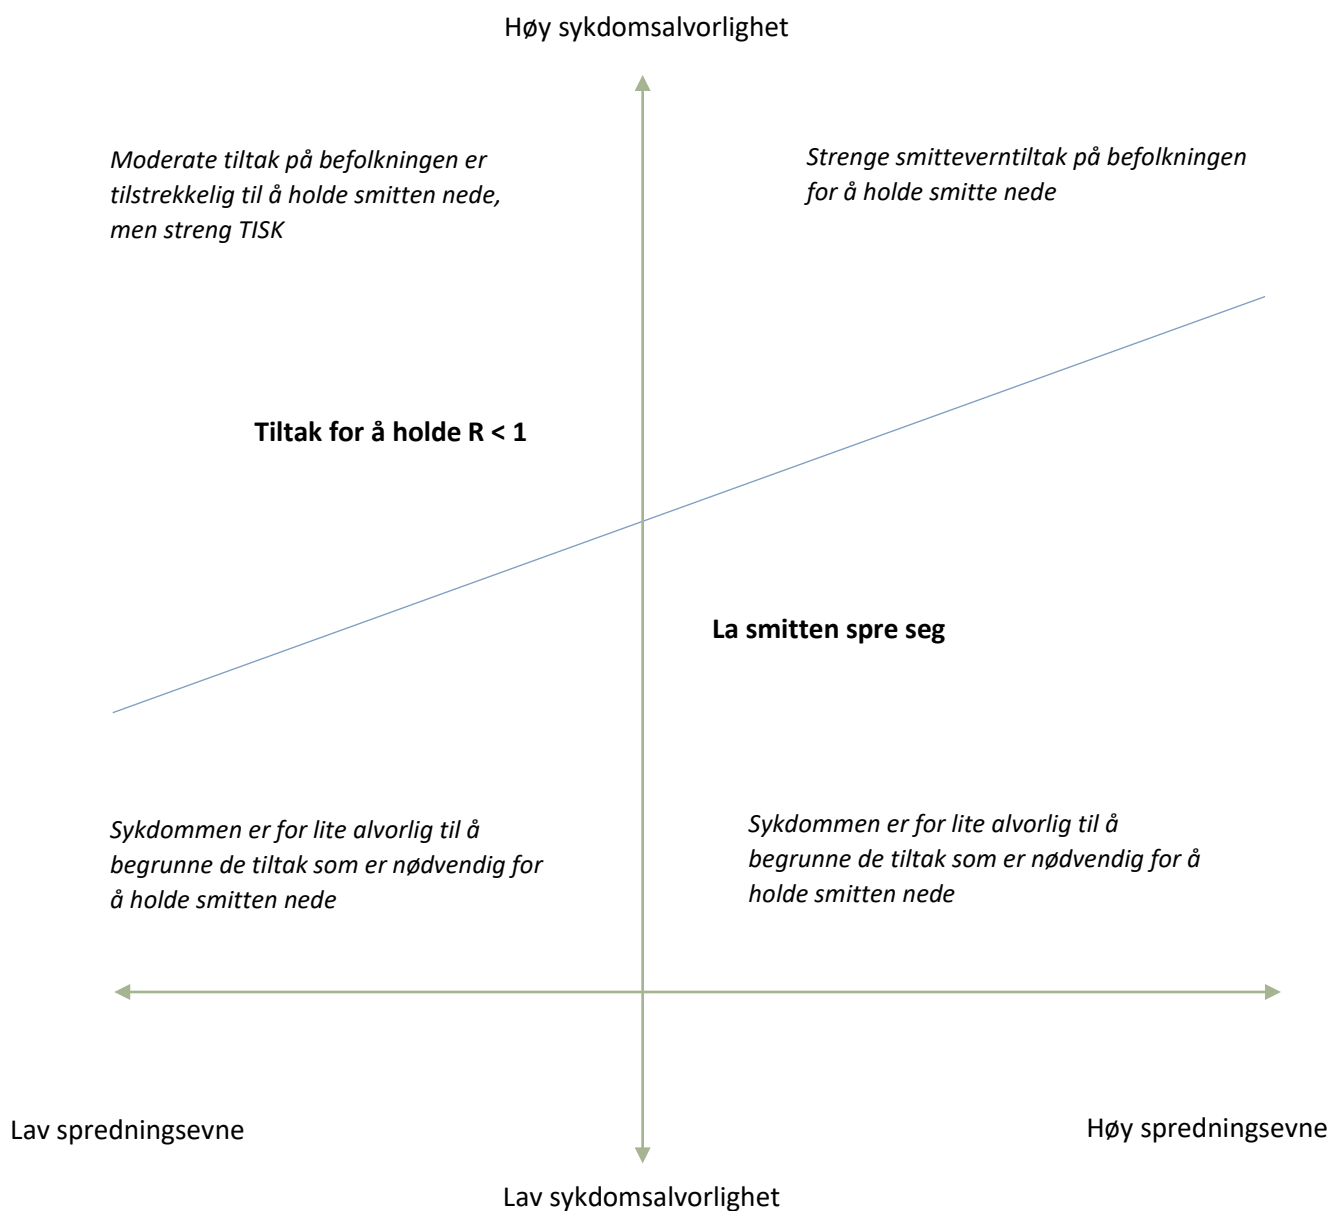 Høy sykdomsalvorlighet
Moderate tiltak på befolkningen er
tilstrekkelig til å holde smitten nede,
men streng TISK
Strenge smitteverntiltak på befolkningen
for å holde smitte nede
Tiltak for å holde R < 1
La smitten spre seg
Sykdommen er for lite alvorlig til å
begrunne de tiltak som er nødvendig for
å holde smitten nede
Sykdommen er for lite alvorlig til å
begrunne de tiltak som er nødvendig for å
holde smitten nede
Lav spredningsevne
Høy spredningsevne
Lav sykdomsalvorlighet